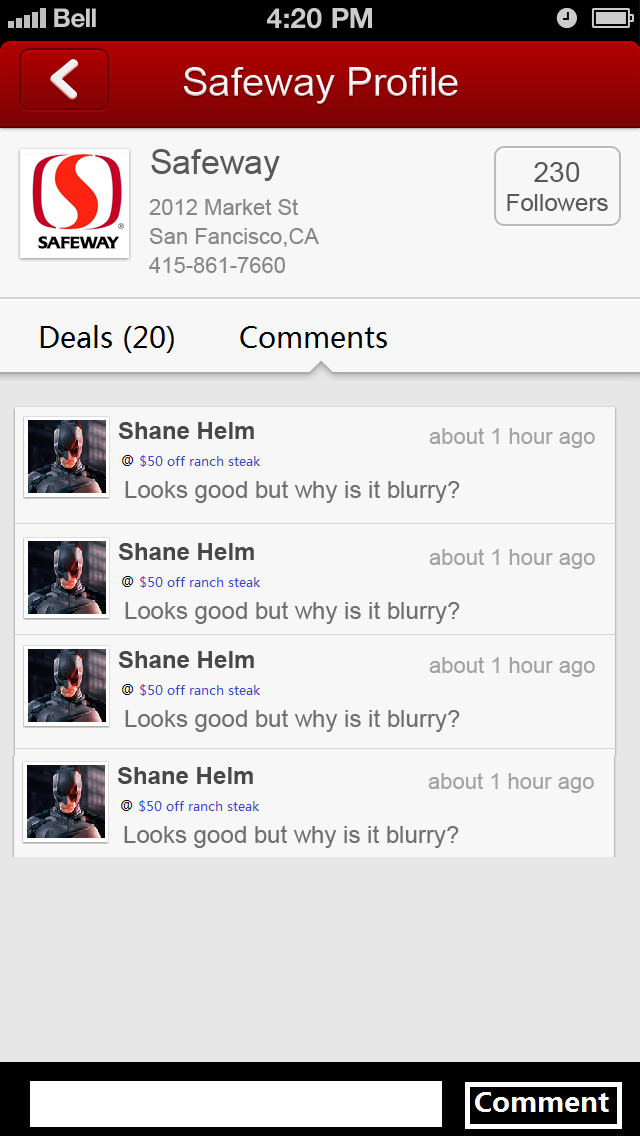 Bell 4:20 PM
Safeway Profile
SAFEWAY®
Safeway
2012 Market St
San Fancisco,CA
415-861-7660
230
Followers
Deals (20) Comments
Shane Helm about 1 hour ago
@ $50 off ranch steak
Looks good but why is it blurry?
Shane Helm about 1 hour ago
@ $50 off ranch steak
Looks good but why is it blurry?
Shane Helm about 1 hour ago
@ $50 off ranch steak
Looks good but why is it blurry?
Shane Helm about 1 hour ago
@ $50 off ranch steak
Looks good but why is it blurry?
Comment